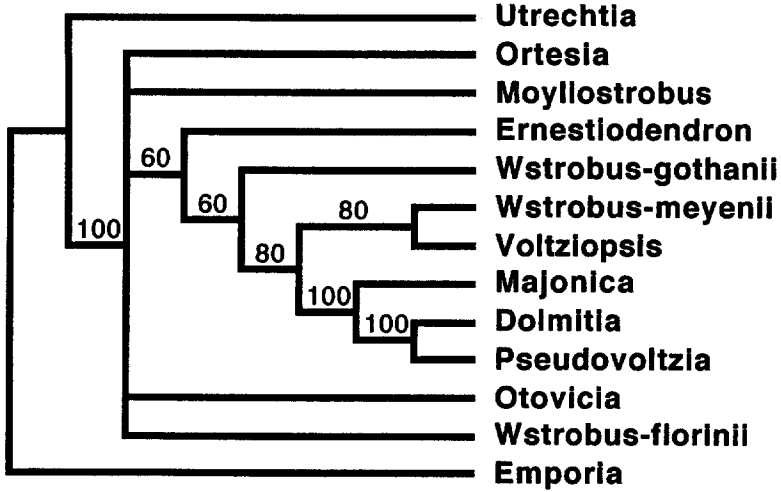 Utrechtia
Ortesia
Moyliostrobus
Ernestiodendron
60
Wstrobus-gothanii
60
Wstrobus-meyenii
80
Voltziopsis
100
80
Majonica
100
Dolmitia
100
Pseudovoltzia
Otovicia
Wstrobus-florinii
Emporia